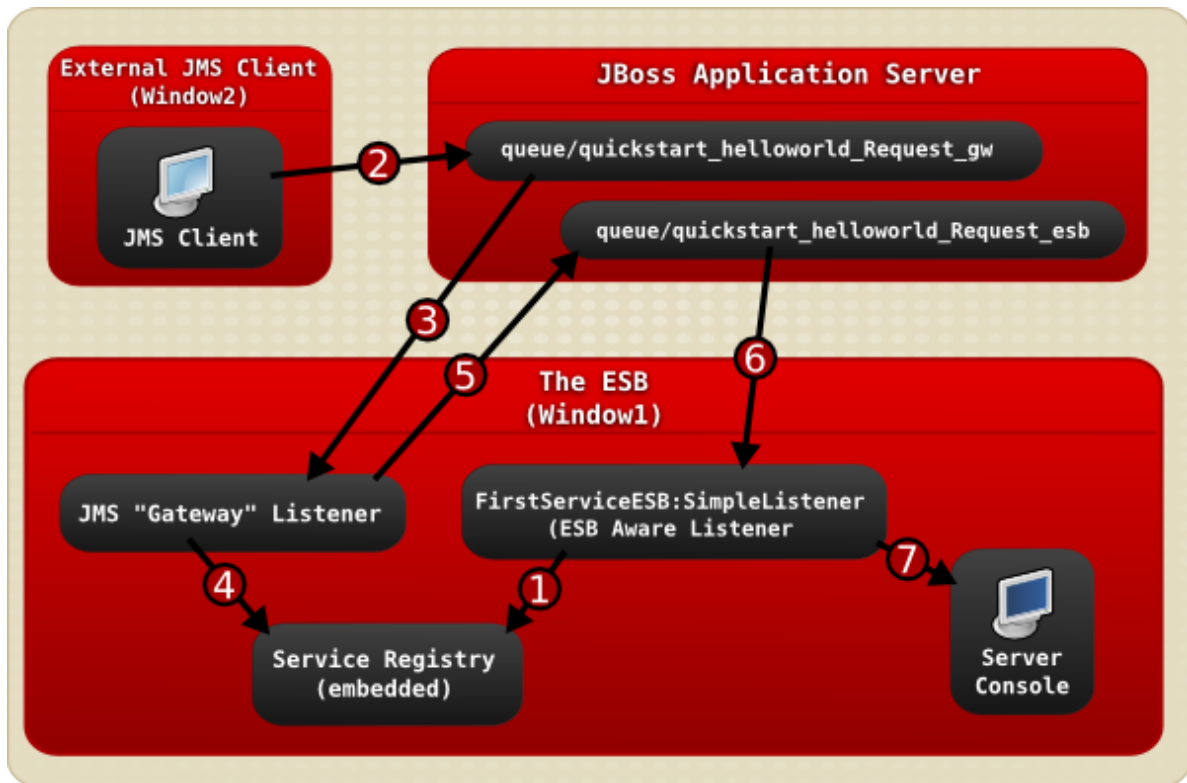 External JMS Client
(Window2)
JMS Client
JBoss Application Server
queue/quickstart_helloworld_Request_gw
queue/quickstart_helloworld_Request_esb
2
3
5
6
The ESB
(Window1)
JMS "Gateway" Listener
FirstServiceESB:SimpleListener
(ESB Aware Listener
4
1
7
Service Registry
(embedded)
Server
Console